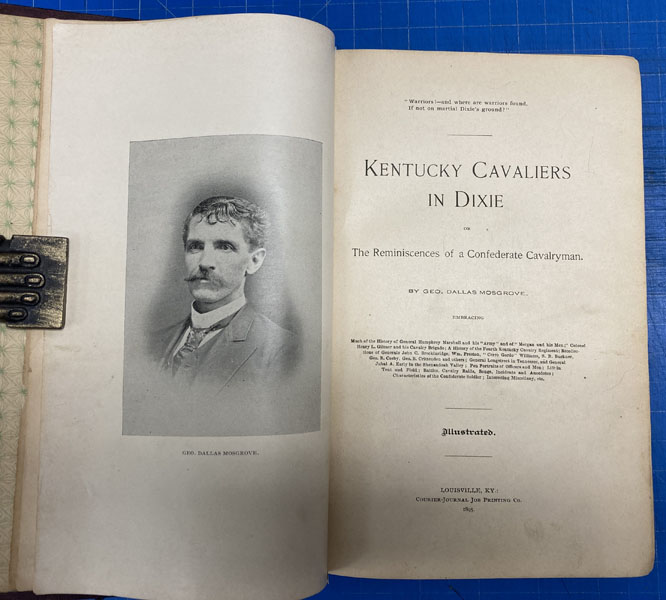 GEO. DALLAS MOSGROVE.
"Warriors!—and where are warriors found,
If not on martial Dixie's ground?"
KENTUCKY CAVALIERS
IN DIXIE
OR
The Reminiscences of a Confederate Cavalryman.
BY GEO. DALLAS MOSGROVE.
EMBRACING
Much of the History of General Humphrey Marshall and his "Army" and of "Morgan and his Men;" Colonel
Henry L. Giltner and his Cavalry Brigade; A History of the Fourth Kentucky Cavalry Regiment; Recollec-
tions of Generals John C. Breckinridge, Wm. Preston, "Cerro Gordo" Williams, S. B. Buckner,
Geo. B. Cosby, Geo. B. Crittenden and others; General Longstreet in Tennessee, and General
Jubal A. Early in the Shenandoah Valley; Pen Portraits of Officers and Men; Life in
Tent and Field; Battles, Cavalry Raids, Songs, Incidents and Anecdotes;
Characteristics of the Confederate Soldier; Interesting Miscellany, etc.
Illustrated.
LOUISVILLE, KY.:
COURIER-JOURNAL JOB PRINTING CO.
1895.